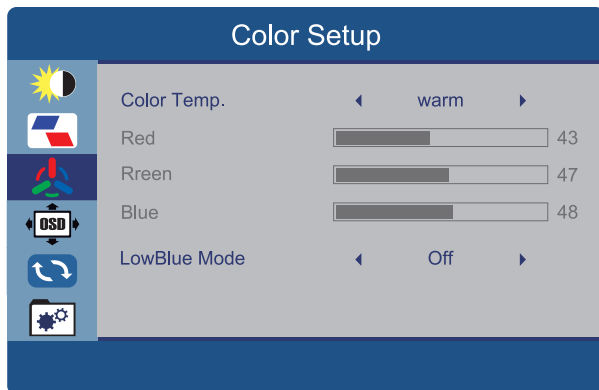 Color Setup
Color Temp. warm
Red 43
Rreen 47
Blue 48
OSD
LowBlue Mode Off